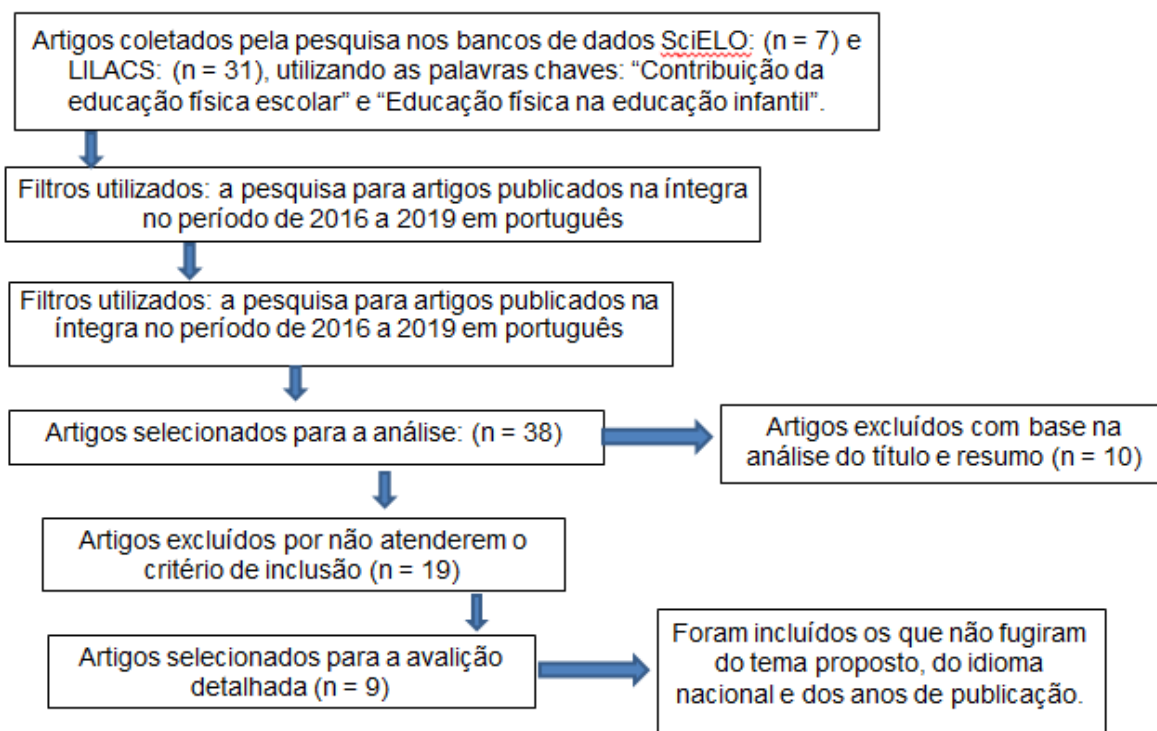 Artigos coletados pela pesquisa nos bancos de dados SciELO: (n = 7) e
LILACS: (n = 31), utilizando as palavras chaves: “Contribuição da
educação física escolar” e “Educação física na educação infantil”.
Filtros utilizados: a pesquisa para artigos publicados na íntegra
no período de 2016 a 2019 em português
Filtros utilizados: a pesquisa para artigos publicados na
íntegra no período de 2016 a 2019 em português
Artigos selecionados para a análise: (n = 38)
Artigos excluídos com base na
análise do título e resumo (n = 10)
Artigos excluídos por não atenderem o
critério de inclusão (n = 19)
Artigos selecionados para a avalição
detalhada (n = 9)
Foram incluídos os que não fugiram
do tema proposto, do idioma
nacional e dos anos de publicação.